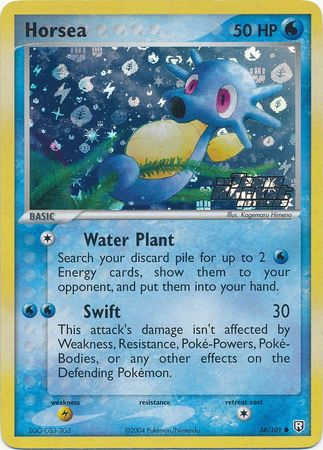 Horsea 50 HP
BASIC
Illus. Kagemaru Himeno
Water Plant
Search your discard pile for up to 2
Energy cards, show them to your
opponent, and put them into your hand.
Swift 30
This attack's damage isn't affected by
Weakness, Resistance, Poké-Powers, Poké-
Bodies, or any other effects on the
Defending Pokémon.
weakness resistance retreat cost
©2004 Pokémon/Nintendo 58/109
R